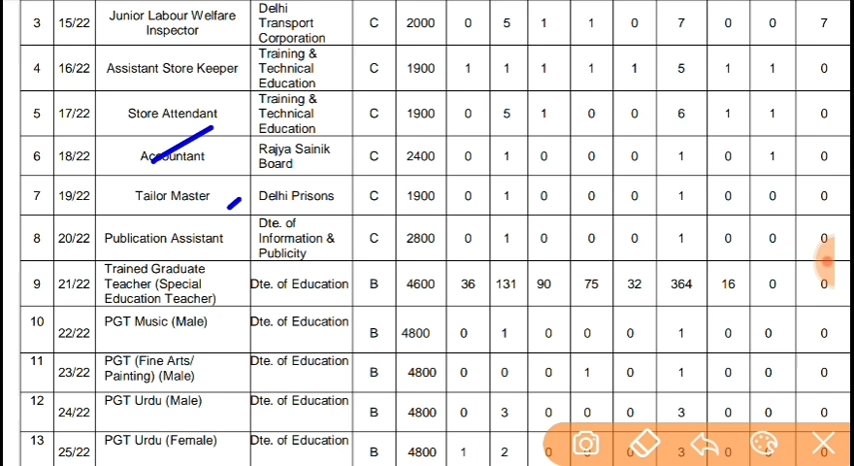 3 15/22 Junior Labour Welfare Inspector Delhi Transport Corporation C 2000 0 5 1 1 0 7 0 0 7
4 16/22 Assistant Store Keeper Training & Technical Education C 1900 1 1 1 1 1 5 1 1 0
5 17/22 Store Attendant Training & Technical Education C 1900 0 5 1 0 0 6 1 1 0
6 18/22 Accountant Rajya Sainik Board C 2400 0 1 0 0 0 1 0 1 0
7 19/22 Tailor Master Delhi Prisons C 1900 0 1 0 0 0 1 0 0 0
8 20/22 Publication Assistant Dte. of Information & Publicity C 2800 0 1 0 0 0 1 0 0 0
9 21/22 Trained Graduate Teacher (Special Education Teacher) Dte. of Education B 4600 36 131 90 75 32 364 16 0 0
10 22/22 PGT Music (Male) Dte. of Education B 4800 0 1 0 0 0 1 0 0 0
11 23/22 PGT (Fine Arts/ Painting) (Male) Dte. of Education B 4800 0 0 0 1 0 1 0 0 0
12 24/22 PGT Urdu (Male) Dte. of Education B 4800 0 3 0 0 0 3 0 0 0
13 25/22 PGT Urdu (Female) Dte. of Education B 4800 1 2 0 0 3 0 0